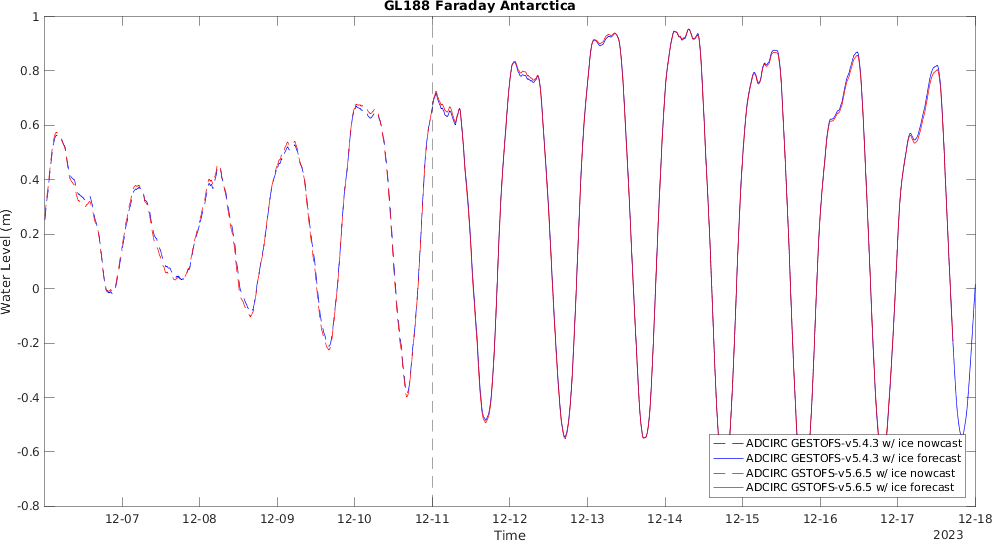 GL188 Faraday Antarctica
Water Level (m)
1
0.8
0.6
0.4
0.2
0
-0.2
-0.4
-0.6
-0.8
ADCIRC GESTOFS-v5.4.3 w/ ice nowcast
ADCIRC GESTOFS-v5.4.3 w/ ice forecast
ADCIRC GSTOFS-v5.6.5 w/ ice nowcast
ADCIRC GSTOFS-v5.6.5 w/ ice forecast
12-07 12-08 12-09 12-10 12-11 12-12 12-13 12-14 12-15 12-16 12-17 12-18
Time
2023